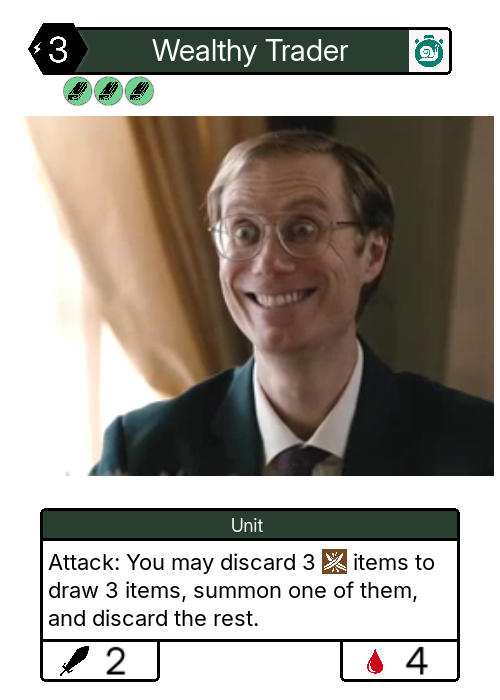 3 Wealthy Trader
Unit
Attack: You may discard 3 items to
draw 3 items, summon one of them,
and discard the rest.
2 4